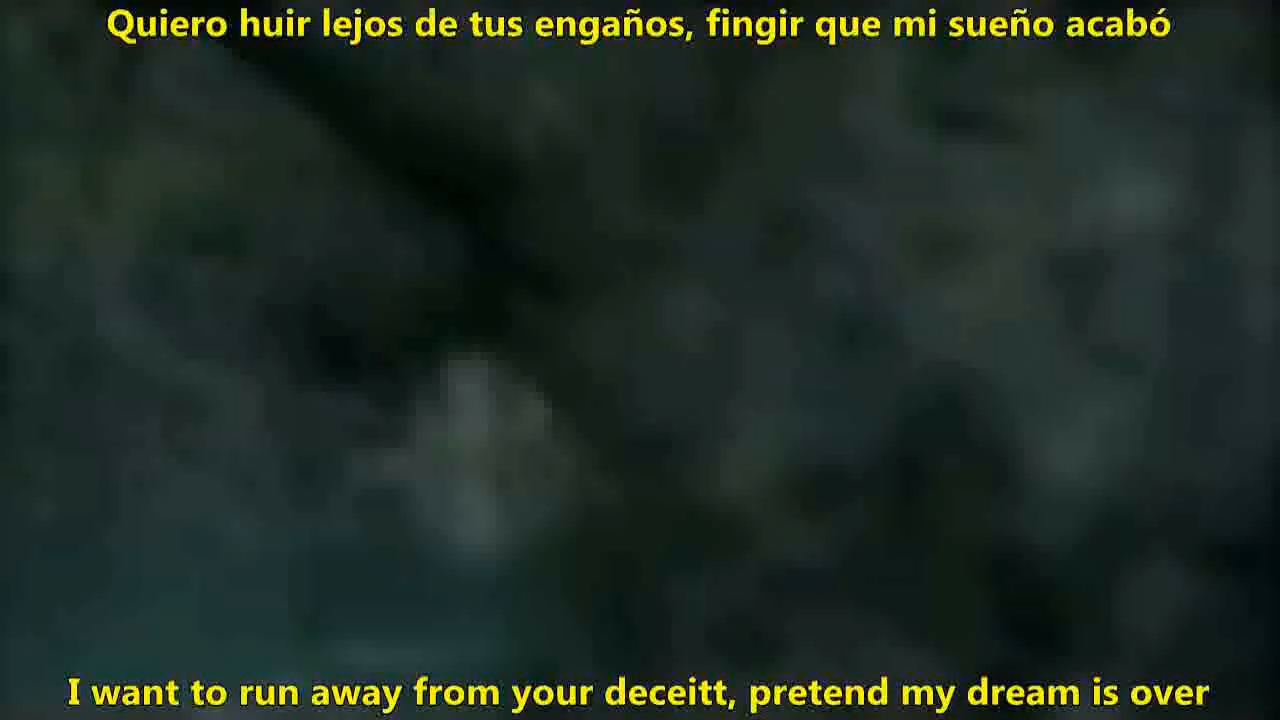 Quiero huir lejos de tus engaños, fingir que mi sueño acabó
I want to run away from your deceitt, pretend my dream is over